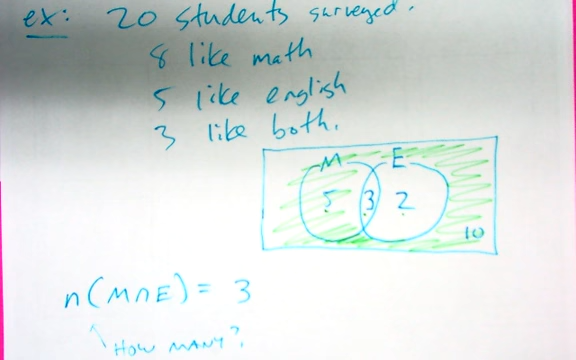 ex: 20 students surveyed.
8 like math
5 like english
3 like both.
M E
5 3 2
10
n(M∩E) = 3
HOW MANY?